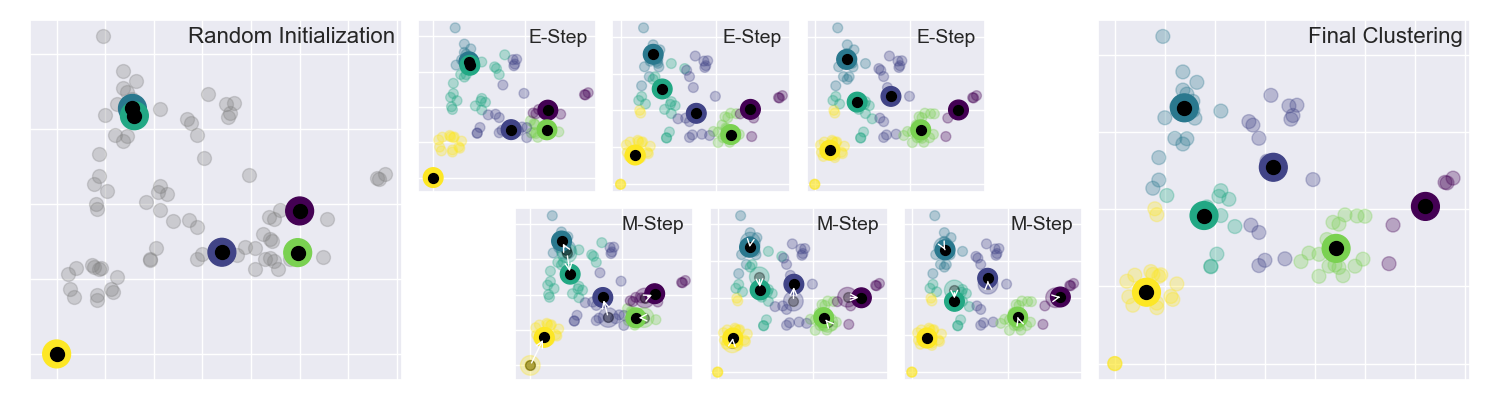 Random Initialization
E-Step
E-Step
E-Step
Final Clustering
M-Step
M-Step
M-Step